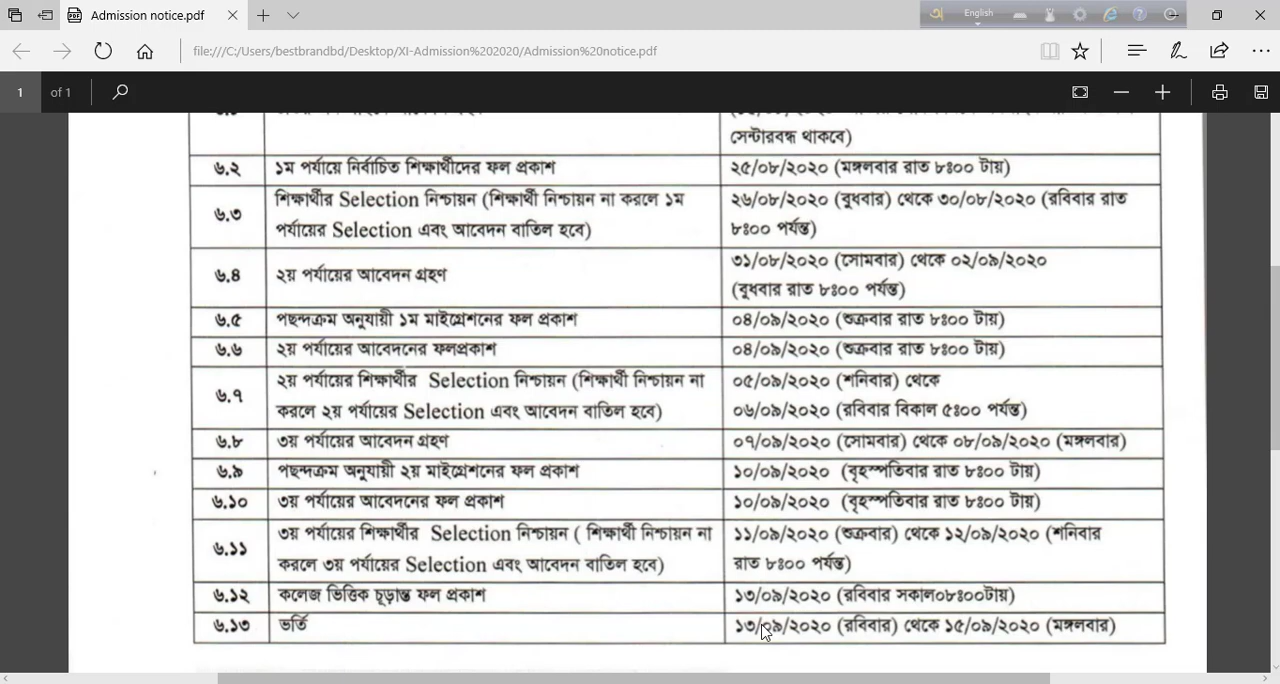 Admission notice.pdf
English
file:///C:/Users/bestbrandbd/Desktop/XI-Admission%202020/Admission%20notice.pdf
1 of 1
সেন্টারবন্ধ থাকবে)
৬.২ ১ম পর্যায়ে নির্বাচিত শিক্ষার্থীদের ফল প্রকাশ ২৫/০৮/২০২০ (মঙ্গলবার রাত ৮ঃ০০ টায়)
৬.৩ শিক্ষার্থীর Selection নিশ্চায়ন (শিক্ষার্থী নিশ্চায়ন না করলে ১ম
পর্যায়ের Selection এবং আবেদন বাতিল হবে)
২৬/০৮/২০২০ (বুধবার) থেকে ৩০/০৮/২০২০ (রবিবার রাত
৮ঃ০০ পর্যন্ত)
৬.৪ ২য় পর্যায়ের আবেদন গ্রহণ
৩১/০৮/২০২০ (সোমবার) থেকে ০২/০৯/২০২০
(বুধবার রাত ৮ঃ০০ পর্যন্ত)
৬.৫ পছন্দক্রম অনুযায়ী ১ম মাইগ্রেশনের ফল প্রকাশ ০৪/০৯/২০২০ (শুক্রবার রাত ৮ঃ০০ টায়)
৬.৬ ২য় পর্যায়ের আবেদনের ফলপ্রকাশ ০৪/০৯/২০২০ (শুক্রবার রাত ৮ঃ০০ টায়)
৬.৭ ২য় পর্যায়ের শিক্ষার্থীর Selection নিশ্চায়ন (শিক্ষার্থী নিশ্চায়ন না
করলে ২য় পর্যায়ের Selection এবং আবেদন বাতিল হবে)
০৫/০৯/২০২০ (শনিবার) থেকে
০৬/০৯/২০২০ (রবিবার বিকাল ৫ঃ০০ পর্যন্ত)
৬.৮ ৩য় পর্যায়ের আবেদন গ্রহণ ০৭/০৯/২০২০ (সোমবার) থেকে ০৮/০৯/২০২০ (মঙ্গলবার)
৬.৯ পছন্দক্রম অনুযায়ী ২য় মাইগ্রেশনের ফল প্রকাশ ১০/০৯/২০২০ (বৃহস্পতিবার রাত ৮ঃ০০ টায়)
৬.১০ ৩য় পর্যায়ের আবেদনের ফল প্রকাশ ১০/০৯/২০২০ (বৃহস্পতিবার রাত ৮ঃ০০ টায়)
৬.১১ ৩য় পর্যায়ের শিক্ষার্থীর Selection নিশ্চায়ন ( শিক্ষার্থী নিশ্চায়ন না
করলে ৩য় পর্যায়ের Selection এবং আবেদন বাতিল হবে)
১১/০৯/২০২০ (শুক্রবার) থেকে ১২/০৯/২০২০ (শনিবার
রাত ৮ঃ০০ পর্যন্ত)
৬.১২ কলেজ ভিত্তিক চূড়ান্ত ফল প্রকাশ ১৩/০৯/২০২০ (রবিবার সকাল০৮ঃ০০টায়)
৬.১৩ ভর্তি ১৩/০৯/২০২০ (রবিবার) থেকে ১৫/০৯/২০২০ (মঙ্গলবার)